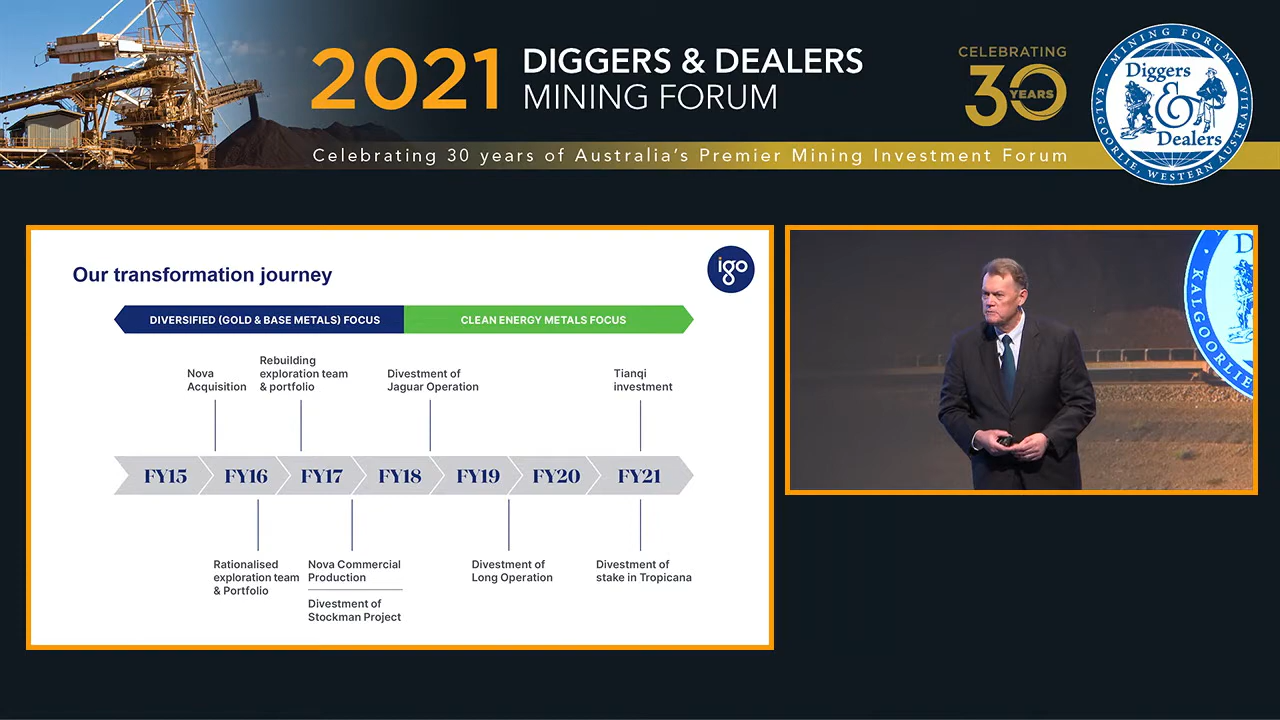 2021 DIGGERS & DEALERS
MINING FORUM
CELEBRATING
30 YEARS
Celebrating 30 years of Australia's Premier Mining Investment Forum
MINING FORUM
Diggers
&
Dealers
KALGOORLIE, WESTERN AUSTRALIA
Our transformation journey
igo
DIVERSIFIED (GOLD & BASE METALS) FOCUS
CLEAN ENERGY METALS FOCUS
Nova
Acquisition
Rebuilding
exploration team
& portfolio
Divestment of
Jaguar Operation
Tianqi
investment
FY15 FY16 FY17 FY18 FY19 FY20 FY21
Rationalised
exploration team
& Portfolio
Nova Commercial
Production
Divestment of
Stockman Project
Divestment of
Long Operation
Divestment of
stake in Tropicana
D
KALGOORLIE